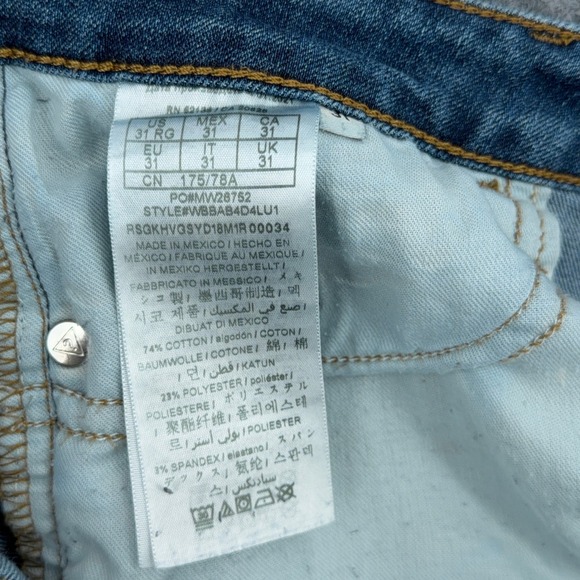 US MEX CA
31 RG 31 31
EU IT UK
31 31 31
CN 175/78A
PO#MW26752
STYLE#WBBAB4D4LU1
RSGKHVGSYD18M1R 00034
MADE IN MEXICO / HECHO EN
MÉXICO / FABRIQUÉ AU MEXIQUE /
IN MEXIKO HERGESTELLT /
FABBRICATO IN MESSICO / メキ
シコ製 / 墨西哥制造 / 멕
시코 제품 / صنع في المكسيك /
DIBUAT DI MEXICO
74% COTTON / algodón / COTON /
BAUMWOLLE / COTONE / 綿 / 棉
/ 면 / قطن / KATUN
23% POLYESTER / poliéster /
POLIESTERE / ポリエステル
/ 聚酯纤维 / 폴리에스테
르 / بولي استر / POLIESTER
3% SPANDEX / elastano / スパン
デックス / 氨纶 / 스판덱
سباندكس /